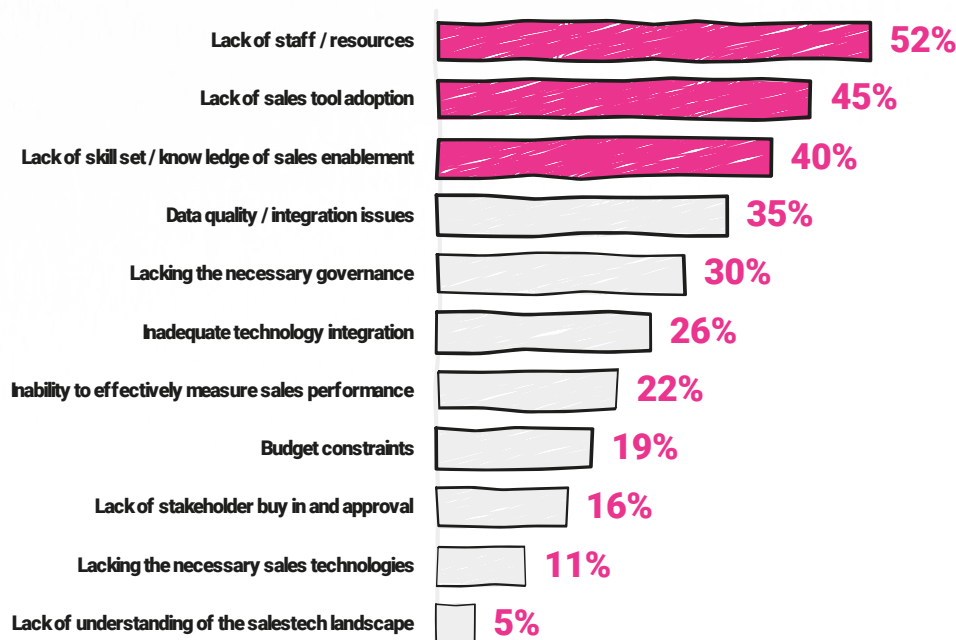 Lack of staff / resources 52%
Lack of sales tool adoption 45%
Lack of skill set / know ledge of sales enablement 40%
Data quality / integration issues 35%
Lacking the necessary governance 30%
Inadequate technology integration 26%
Inability to effectively measure sales performance 22%
Budget constraints 19%
Lack of stakeholder buy in and approval 16%
Lacking the necessary sales technologies 11%
Lack of understanding of the salestech landscape 5%